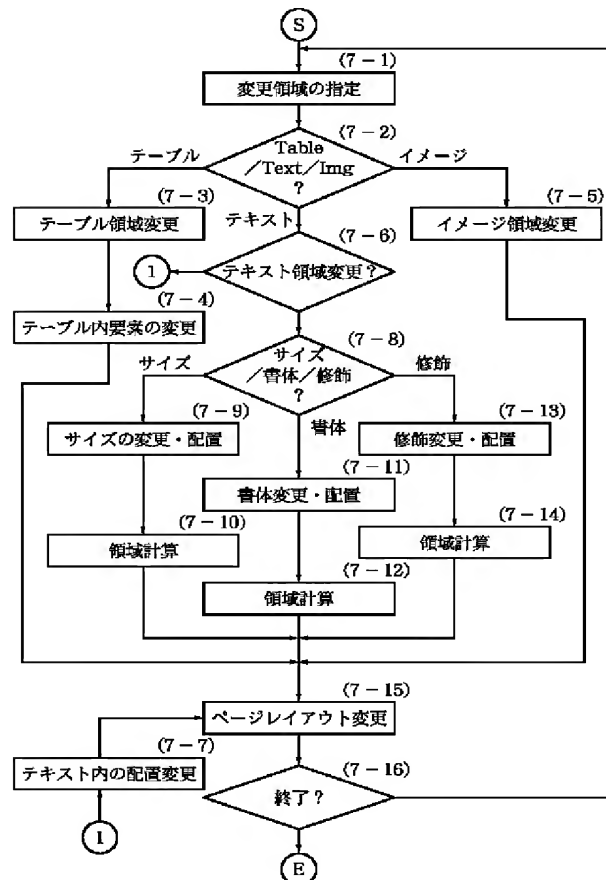 S
(7－1)
変更領域の指定
(7－2)
Table
／Text／Img
？
テーブル
イメージ
(7－3)
テーブル領域変更
テキスト
(7－5)
イメージ領域変更
(7－6)
テキスト領域変更？
1
(7－4)
テーブル内要素の変更
(7－8)
サイズ
／書体／修飾
？
サイズ
修飾
(7－9)
サイズの変更・配置
書体
(7－13)
修飾変更・配置
(7－11)
書体変更・配置
(7－10)
領域計算
(7－14)
領域計算
(7－12)
領域計算
(7－15)
ページレイアウト変更
(7－7)
テキスト内の配置変更
(7－16)
終了？
1
E